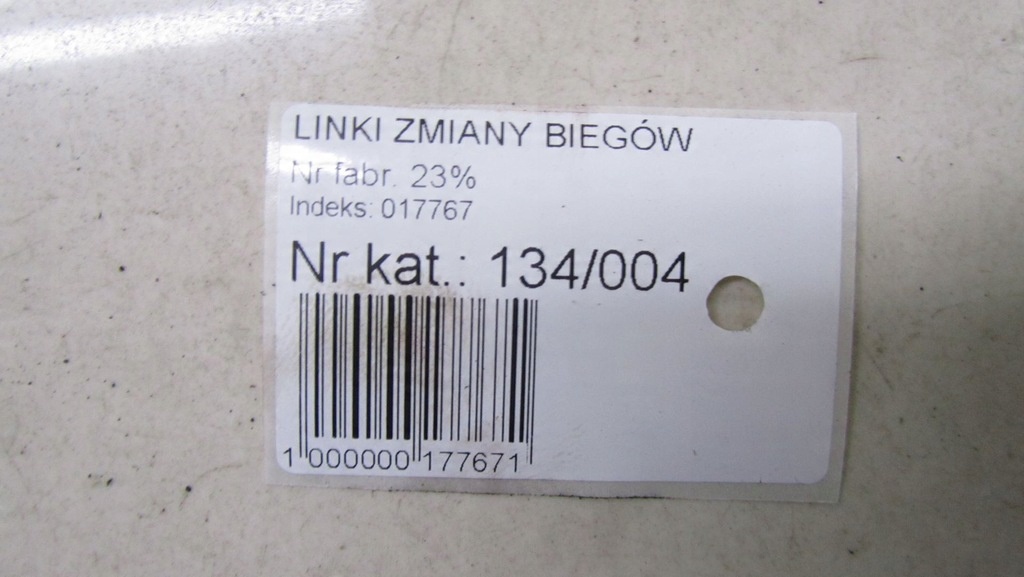 LINKI ZMIANY BIEGÓW
Nr fabr. 23%
Indeks: 017767
Nr kat.: 134/004
1 000000 177671